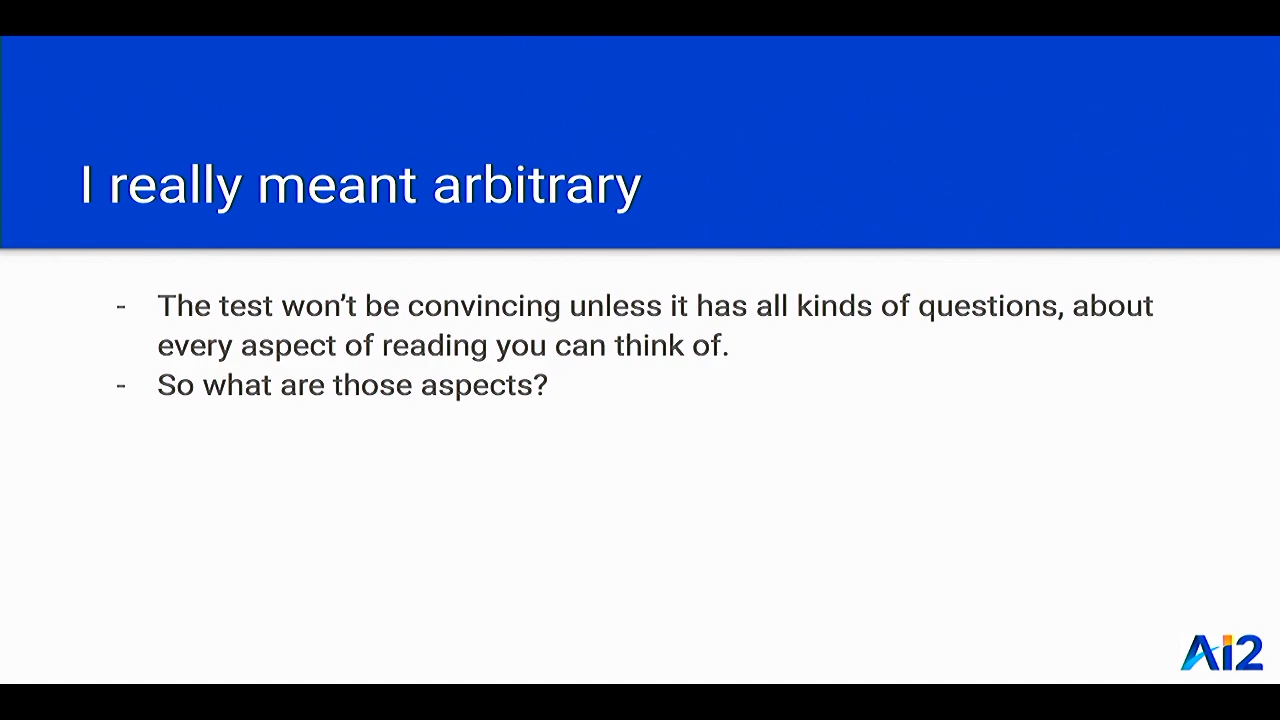 I really meant arbitrary
- The test won’t be convincing unless it has all kinds of questions, about
every aspect of reading you can think of.
- So what are those aspects?
Ai2